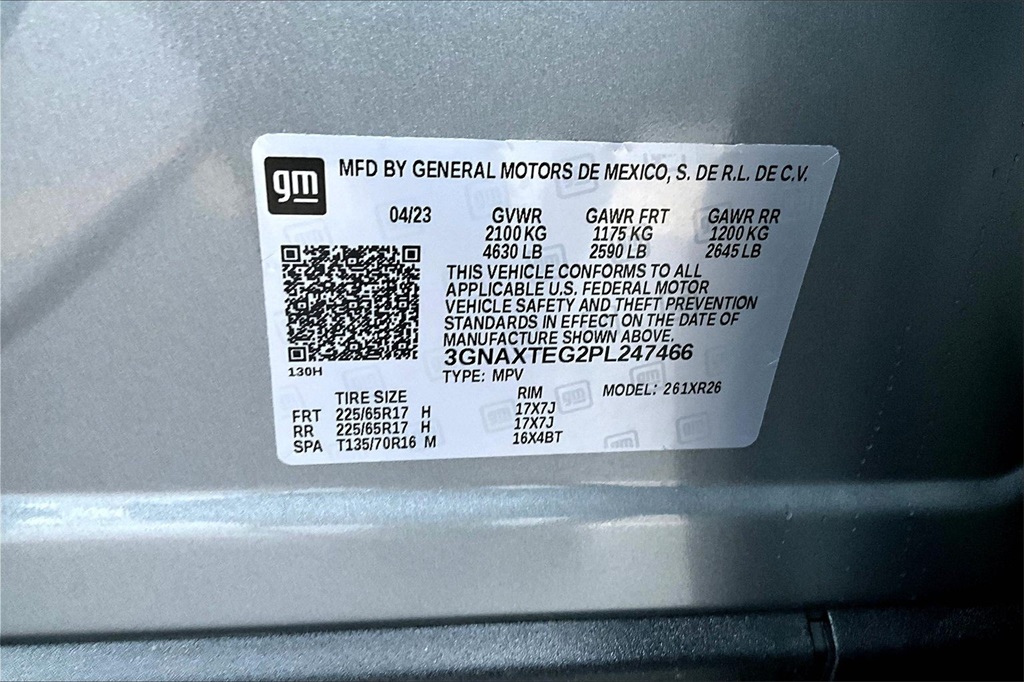 gm
MFD BY GENERAL MOTORS DE MEXICO, S. DE R.L. DE C.V.
04/23 GVWR GAWR FRT GAWR RR
2100 KG 1175 KG 1200 KG
4630 LB 2590 LB 2645 LB
THIS VEHICLE CONFORMS TO ALL
APPLICABLE U.S. FEDERAL MOTOR
VEHICLE SAFETY AND THEFT PREVENTION
STANDARDS IN EFFECT ON THE DATE OF
MANUFACTURE SHOWN ABOVE.
3GNAXTEG2PL247466
130H
TYPE: MPV
TIRE SIZE RIM MODEL: 261XR26
FRT 225/65R17 H 17X7J
RR 225/65R17 H 17X7J
SPA T135/70R16 M 16X4BT